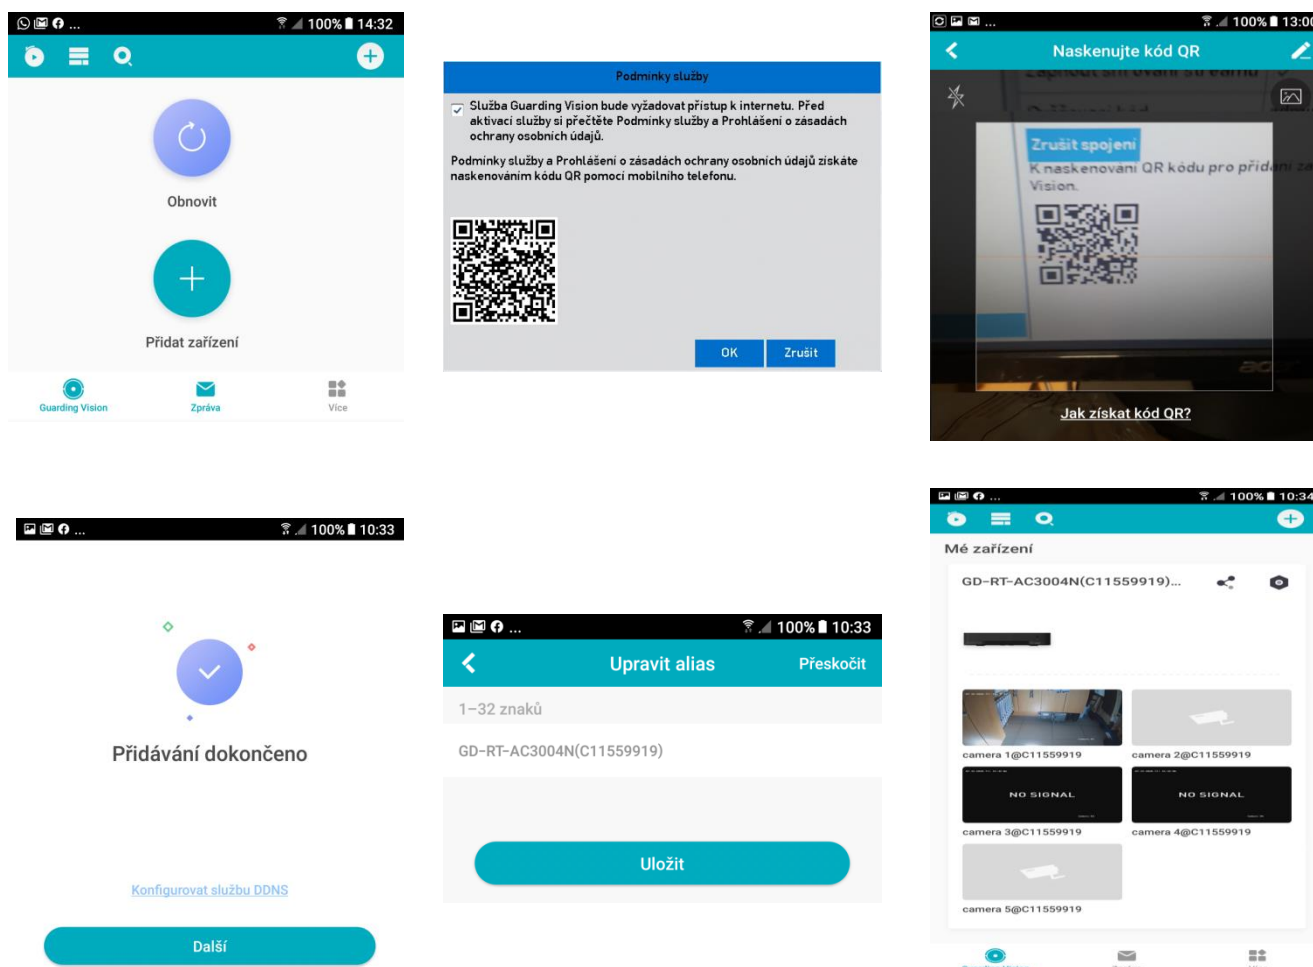 ... 100% 14:32
Obnovit
Přidat zařízení
Guarding Vision Zpráva Více
Podmínky služby
Služba Guarding Vision bude vyžadovat přístup k internetu. Před
aktivací služby si přečtěte Podmínky služby a Prohlášení o zásadách
ochrany osobních údajů.
Podmínky služby a Prohlášení o zásadách ochrany osobních údajů získáte
naskenováním kódu QR pomocí mobilního telefonu.
OK Zrušit
... 100% 13:00
Naskenujte kód QR
Zrušit spojení
K naskenování QR kódu pro přidání
Vision.
acer
Jak získat kód QR?
... 100% 10:33
Přidávání dokončeno
Konfigurovat službu DDNS
Další
... 100% 10:33
Upravit alias Přeskočit
1–32 znaků
GD-RT-AC3004N(C11559919)
Uložit
... 100% 10:34
Mé zařízení
GD-RT-AC3004N(C11559919)...
camera 1@C11559919 camera 2@C11559919
NO SIGNAL NO SIGNAL
camera 3@C11559919 camera 4@C11559919
camera 5@C11559919